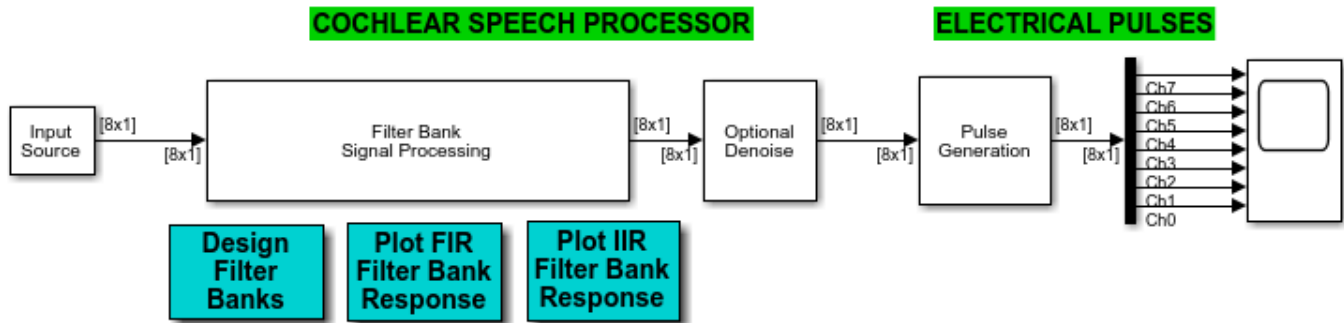 COCHLEAR SPEECH PROCESSOR
ELECTRICAL PULSES
Input
Source
[8x1]
[8x1]
Filter Bank
Signal Processing
[8x1]
[8x1]
Optional
Denoise
[8x1]
[8x1]
Pulse
Generation
[8x1]
[8x1]
Ch7
Ch6
Ch5
Ch4
Ch3
Ch2
Ch1
Ch0
Design
Filter
Banks
Plot FIR
Filter Bank
Response
Plot IIR
Filter Bank
Response